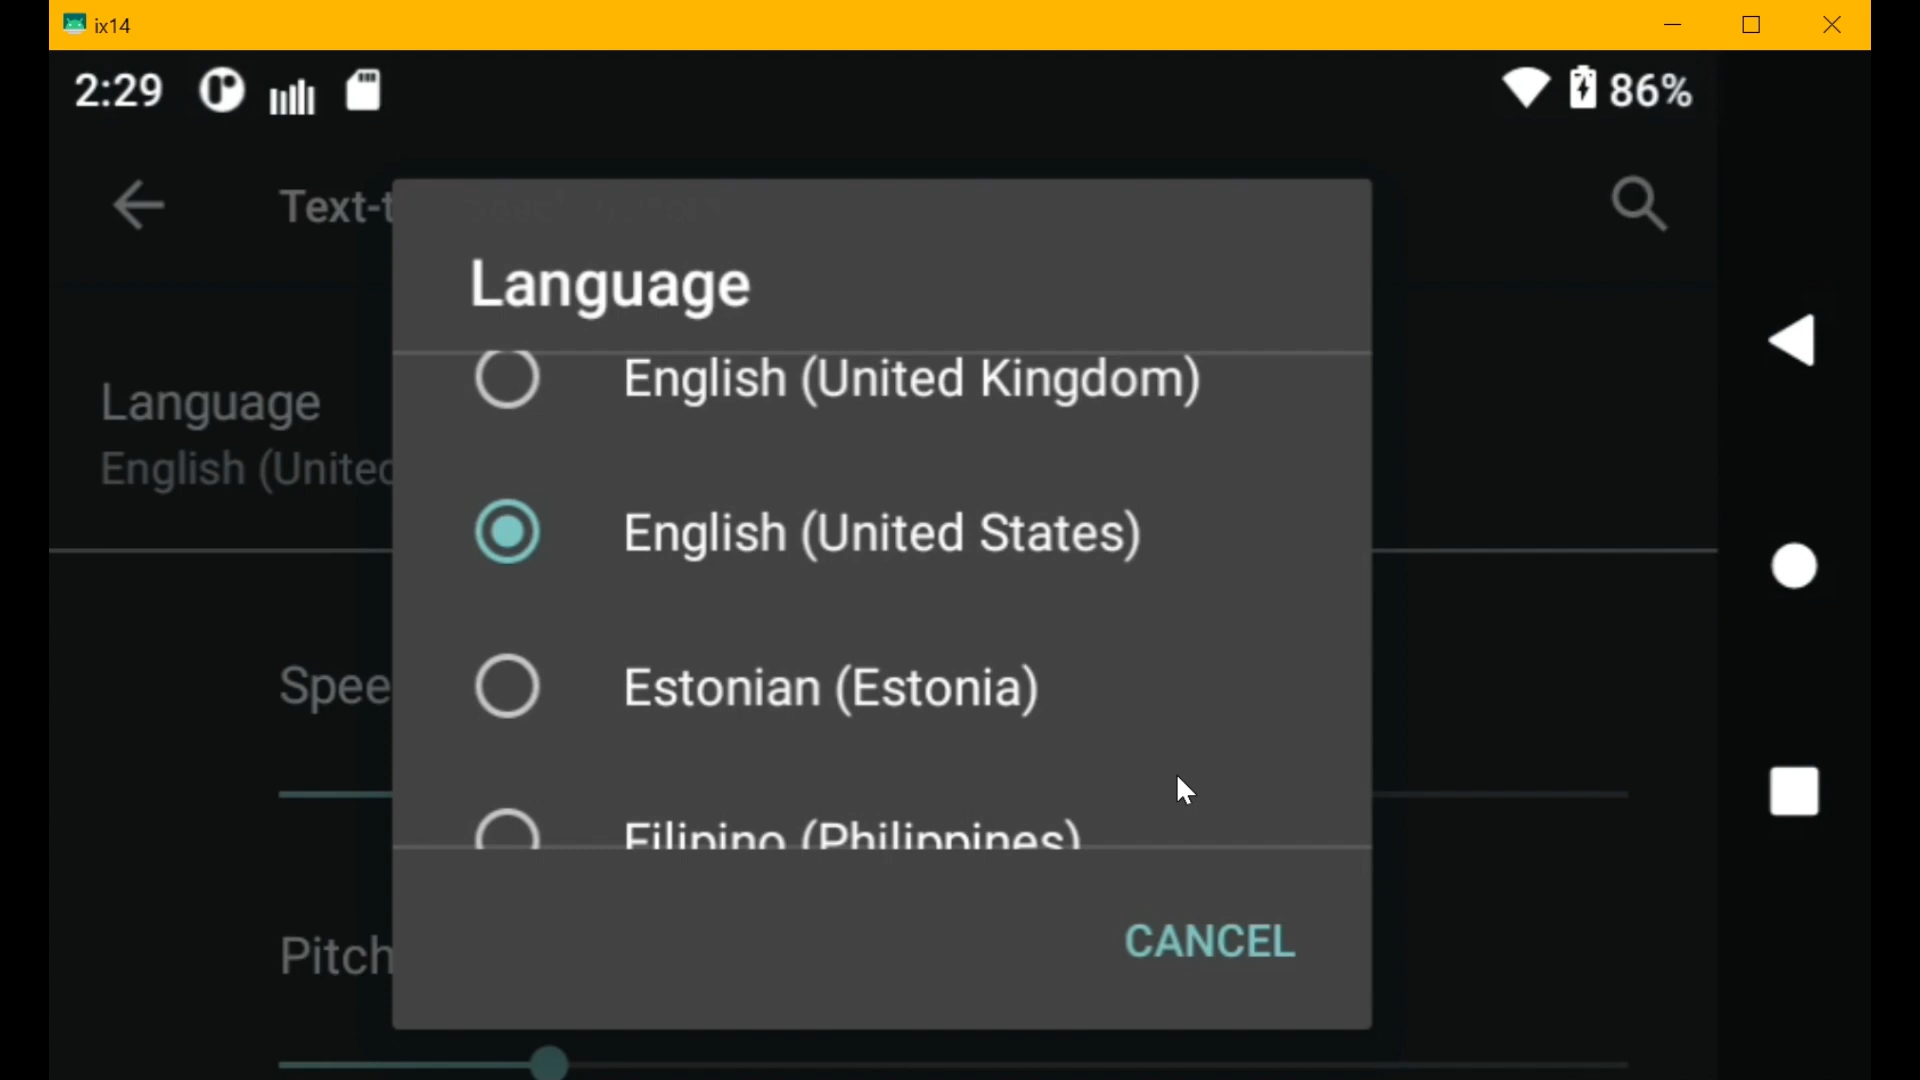 ix14
2:29
86%
Text-t
Language
Language
English (United
English (United Kingdom)
English (United States)
Estonian (Estonia)
Filipino (Philippines)
Spee
Pitch
CANCEL